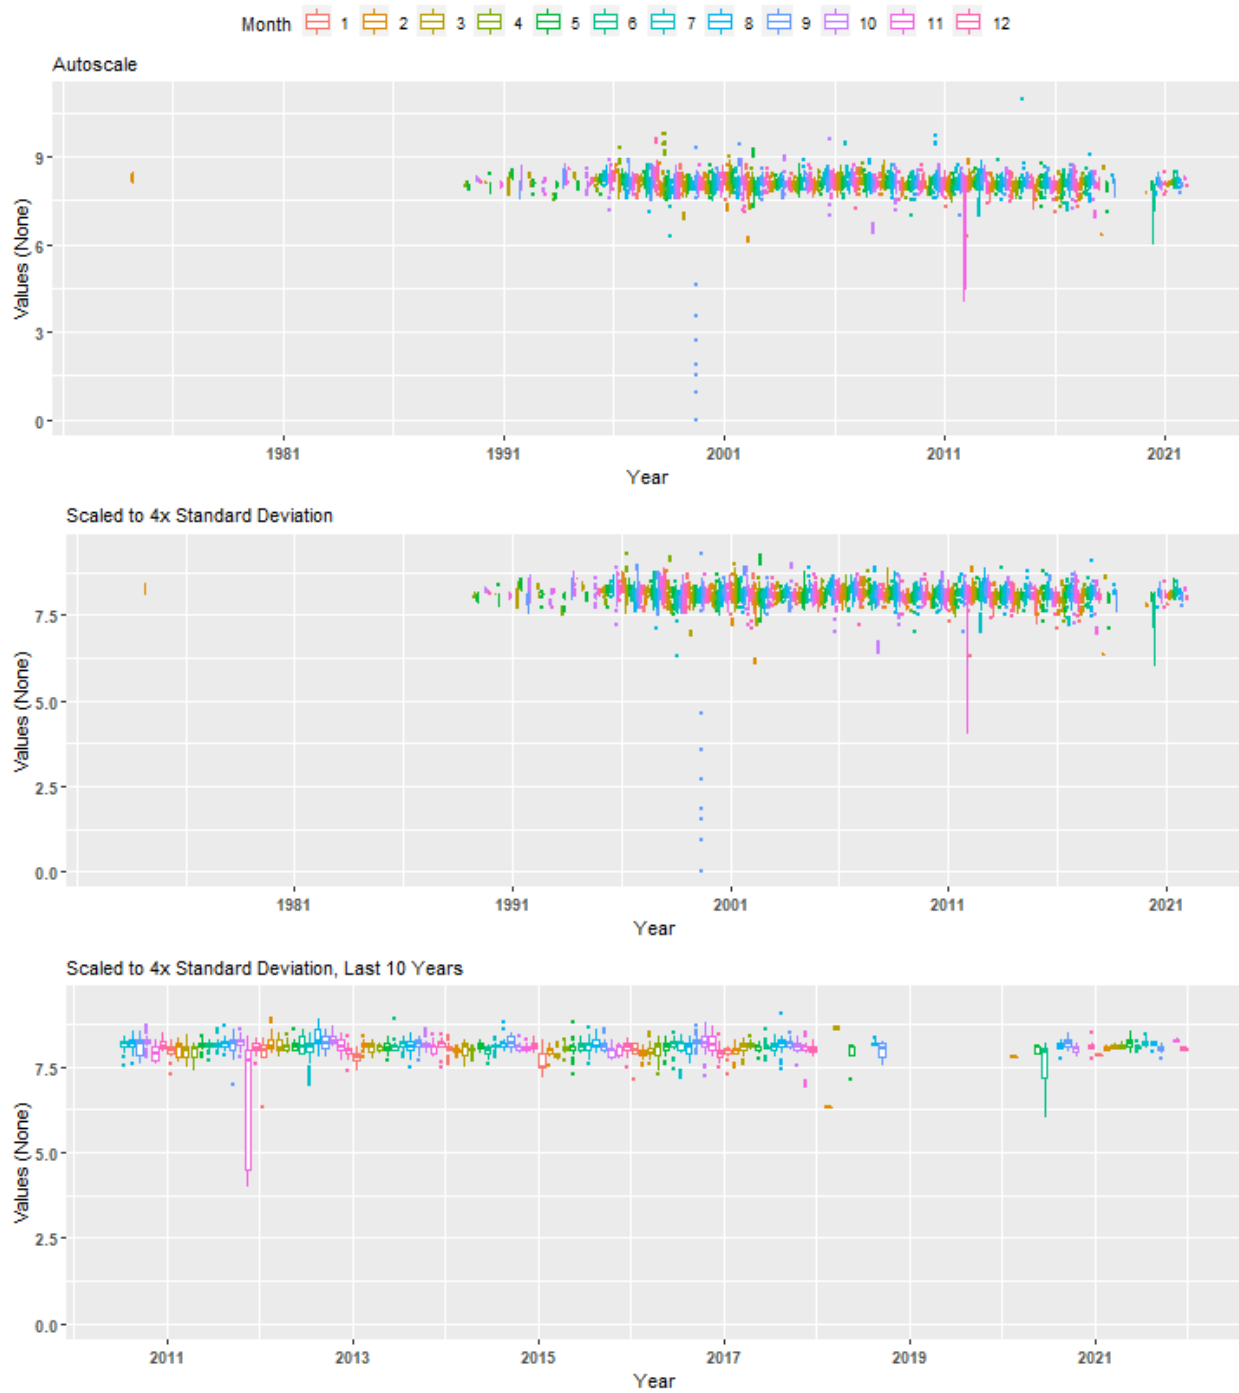 Month 1 2 3 4 5 6 7 8 9 10 11 12
Autoscale
Values (None)
9
6
3
0
1981 1991 2001 2011 2021
Year
Scaled to 4x Standard Deviation
Values (None)
7.5
5.0
2.5
0.0
1981 1991 2001 2011 2021
Year
Scaled to 4x Standard Deviation, Last 10 Years
Values (None)
7.5
5.0
2.5
0.0
2011 2013 2015 2017 2019 2021
Year